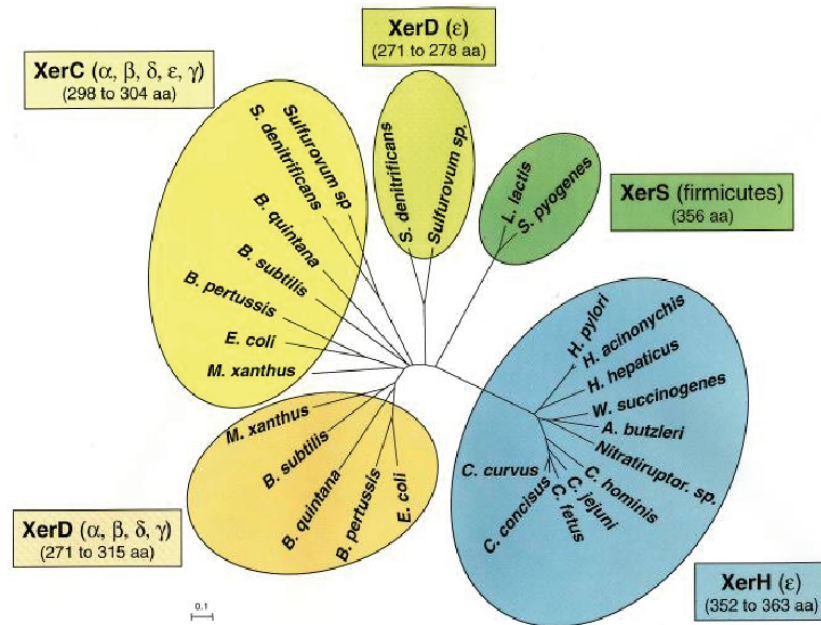 XerD (ε)
(271 to 278 aa)
XerC (α, β, δ, ε, γ)
(298 to 304 aa)
Sulfurovum sp
S. denitrificans
B. quintana
B. subtilis
B. pertussis
E. coli
M. xanthus
S. denitrificans
Sulfurovum sp.
L. lactis
S. pyogenes
XerS (firmicutes)
(356 aa)
H. pylori
H. acinonychis
H. hepaticus
W. succinogenes
A. butzleri
Nitratiruptor. sp.
C. hominis
C. jejuni
C. fetus
C. concisus
C. curvus
M. xanthus
B. subtilis
B. quintana
B. pertussis
E. coli
XerD (α, β, δ, γ)
(271 to 315 aa)
XerH (ε)
(352 to 363 aa)
0.1